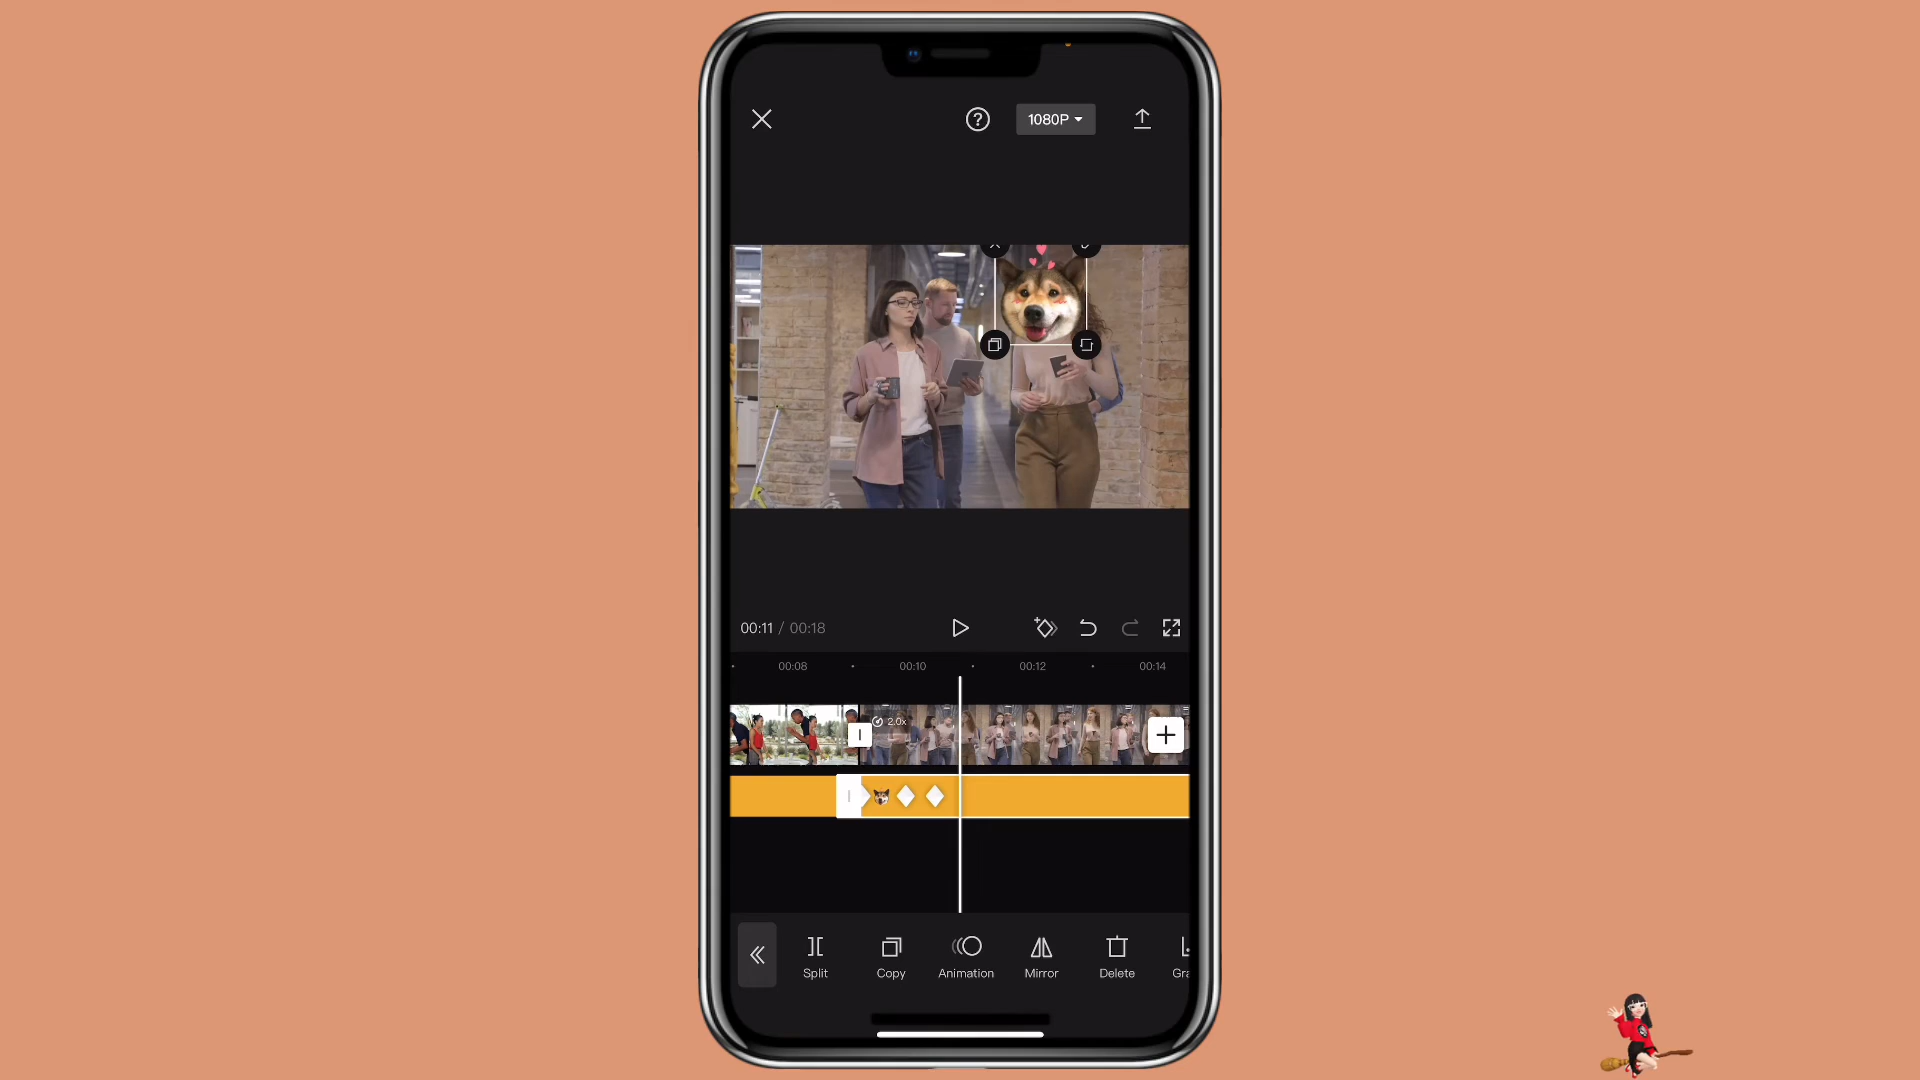 ?
1080P
00:11 / 00:18
00:08
00:10
00:12
00:14
2.0x
Split
Copy
Animation
Mirror
Delete
Gra